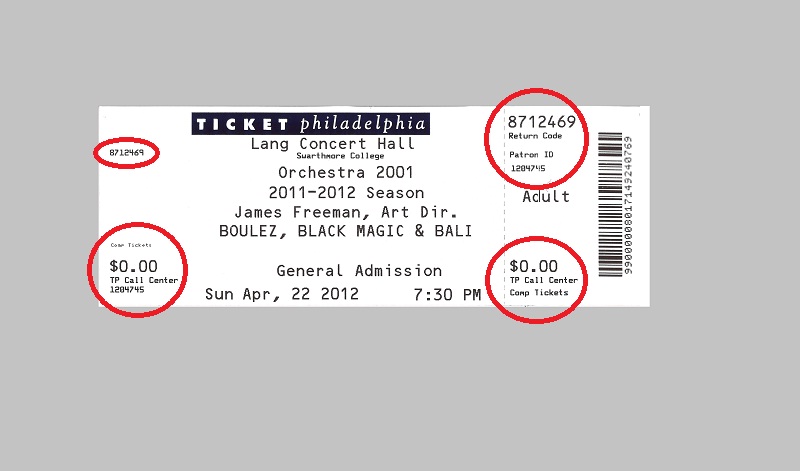 TICKET philadelphia
Lang Concert Hall
Swarthmore College
Orchestra 2001
2011-2012 Season
James Freeman, Art Dir.
BOULEZ, BLACK MAGIC & BALI
General Admission
Sun Apr, 22 2012 7:30 PM
8712469
Comp Tickets
$0.00
TP Call Center
1204745
8712469
Return Code
Patron ID
1204745
Adult
$0.00
TP Call Center
Comp Tickets
990000008017149240769